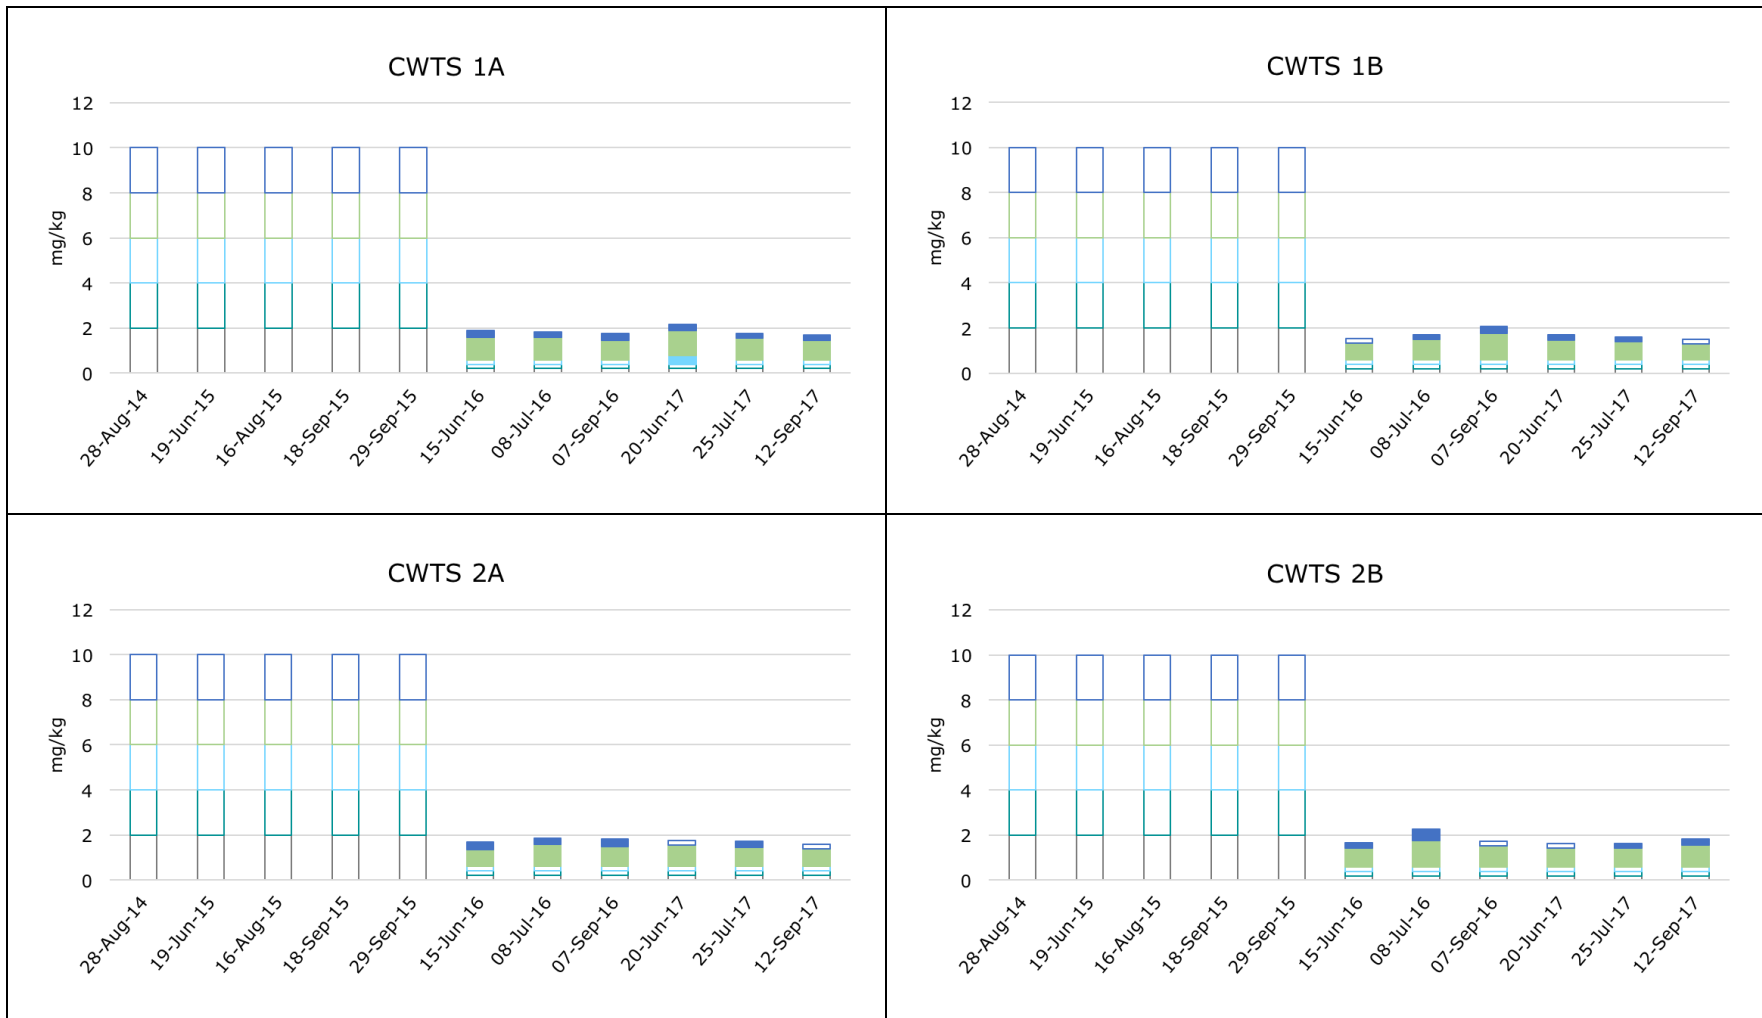 CWTS 1A
12
10
8
6
4
2
0
mg/kg
28-Aug-14
19-Jun-15
16-Aug-15
18-Sep-15
29-Sep-15
15-Jun-16
08-Jul-16
07-Sep-16
20-Jun-17
25-Jul-17
12-Sep-17
CWTS 1B
12
10
8
6
4
2
0
mg/kg
28-Aug-14
19-Jun-15
16-Aug-15
18-Sep-15
29-Sep-15
15-Jun-16
08-Jul-16
07-Sep-16
20-Jun-17
25-Jul-17
12-Sep-17
CWTS 2A
12
10
8
6
4
2
0
mg/kg
28-Aug-14
19-Jun-15
16-Aug-15
18-Sep-15
29-Sep-15
15-Jun-16
08-Jul-16
07-Sep-16
20-Jun-17
25-Jul-17
12-Sep-17
CWTS 2B
12
10
8
6
4
2
0
mg/kg
28-Aug-14
19-Jun-15
16-Aug-15
18-Sep-15
29-Sep-15
15-Jun-16
08-Jul-16
07-Sep-16
20-Jun-17
25-Jul-17
12-Sep-17